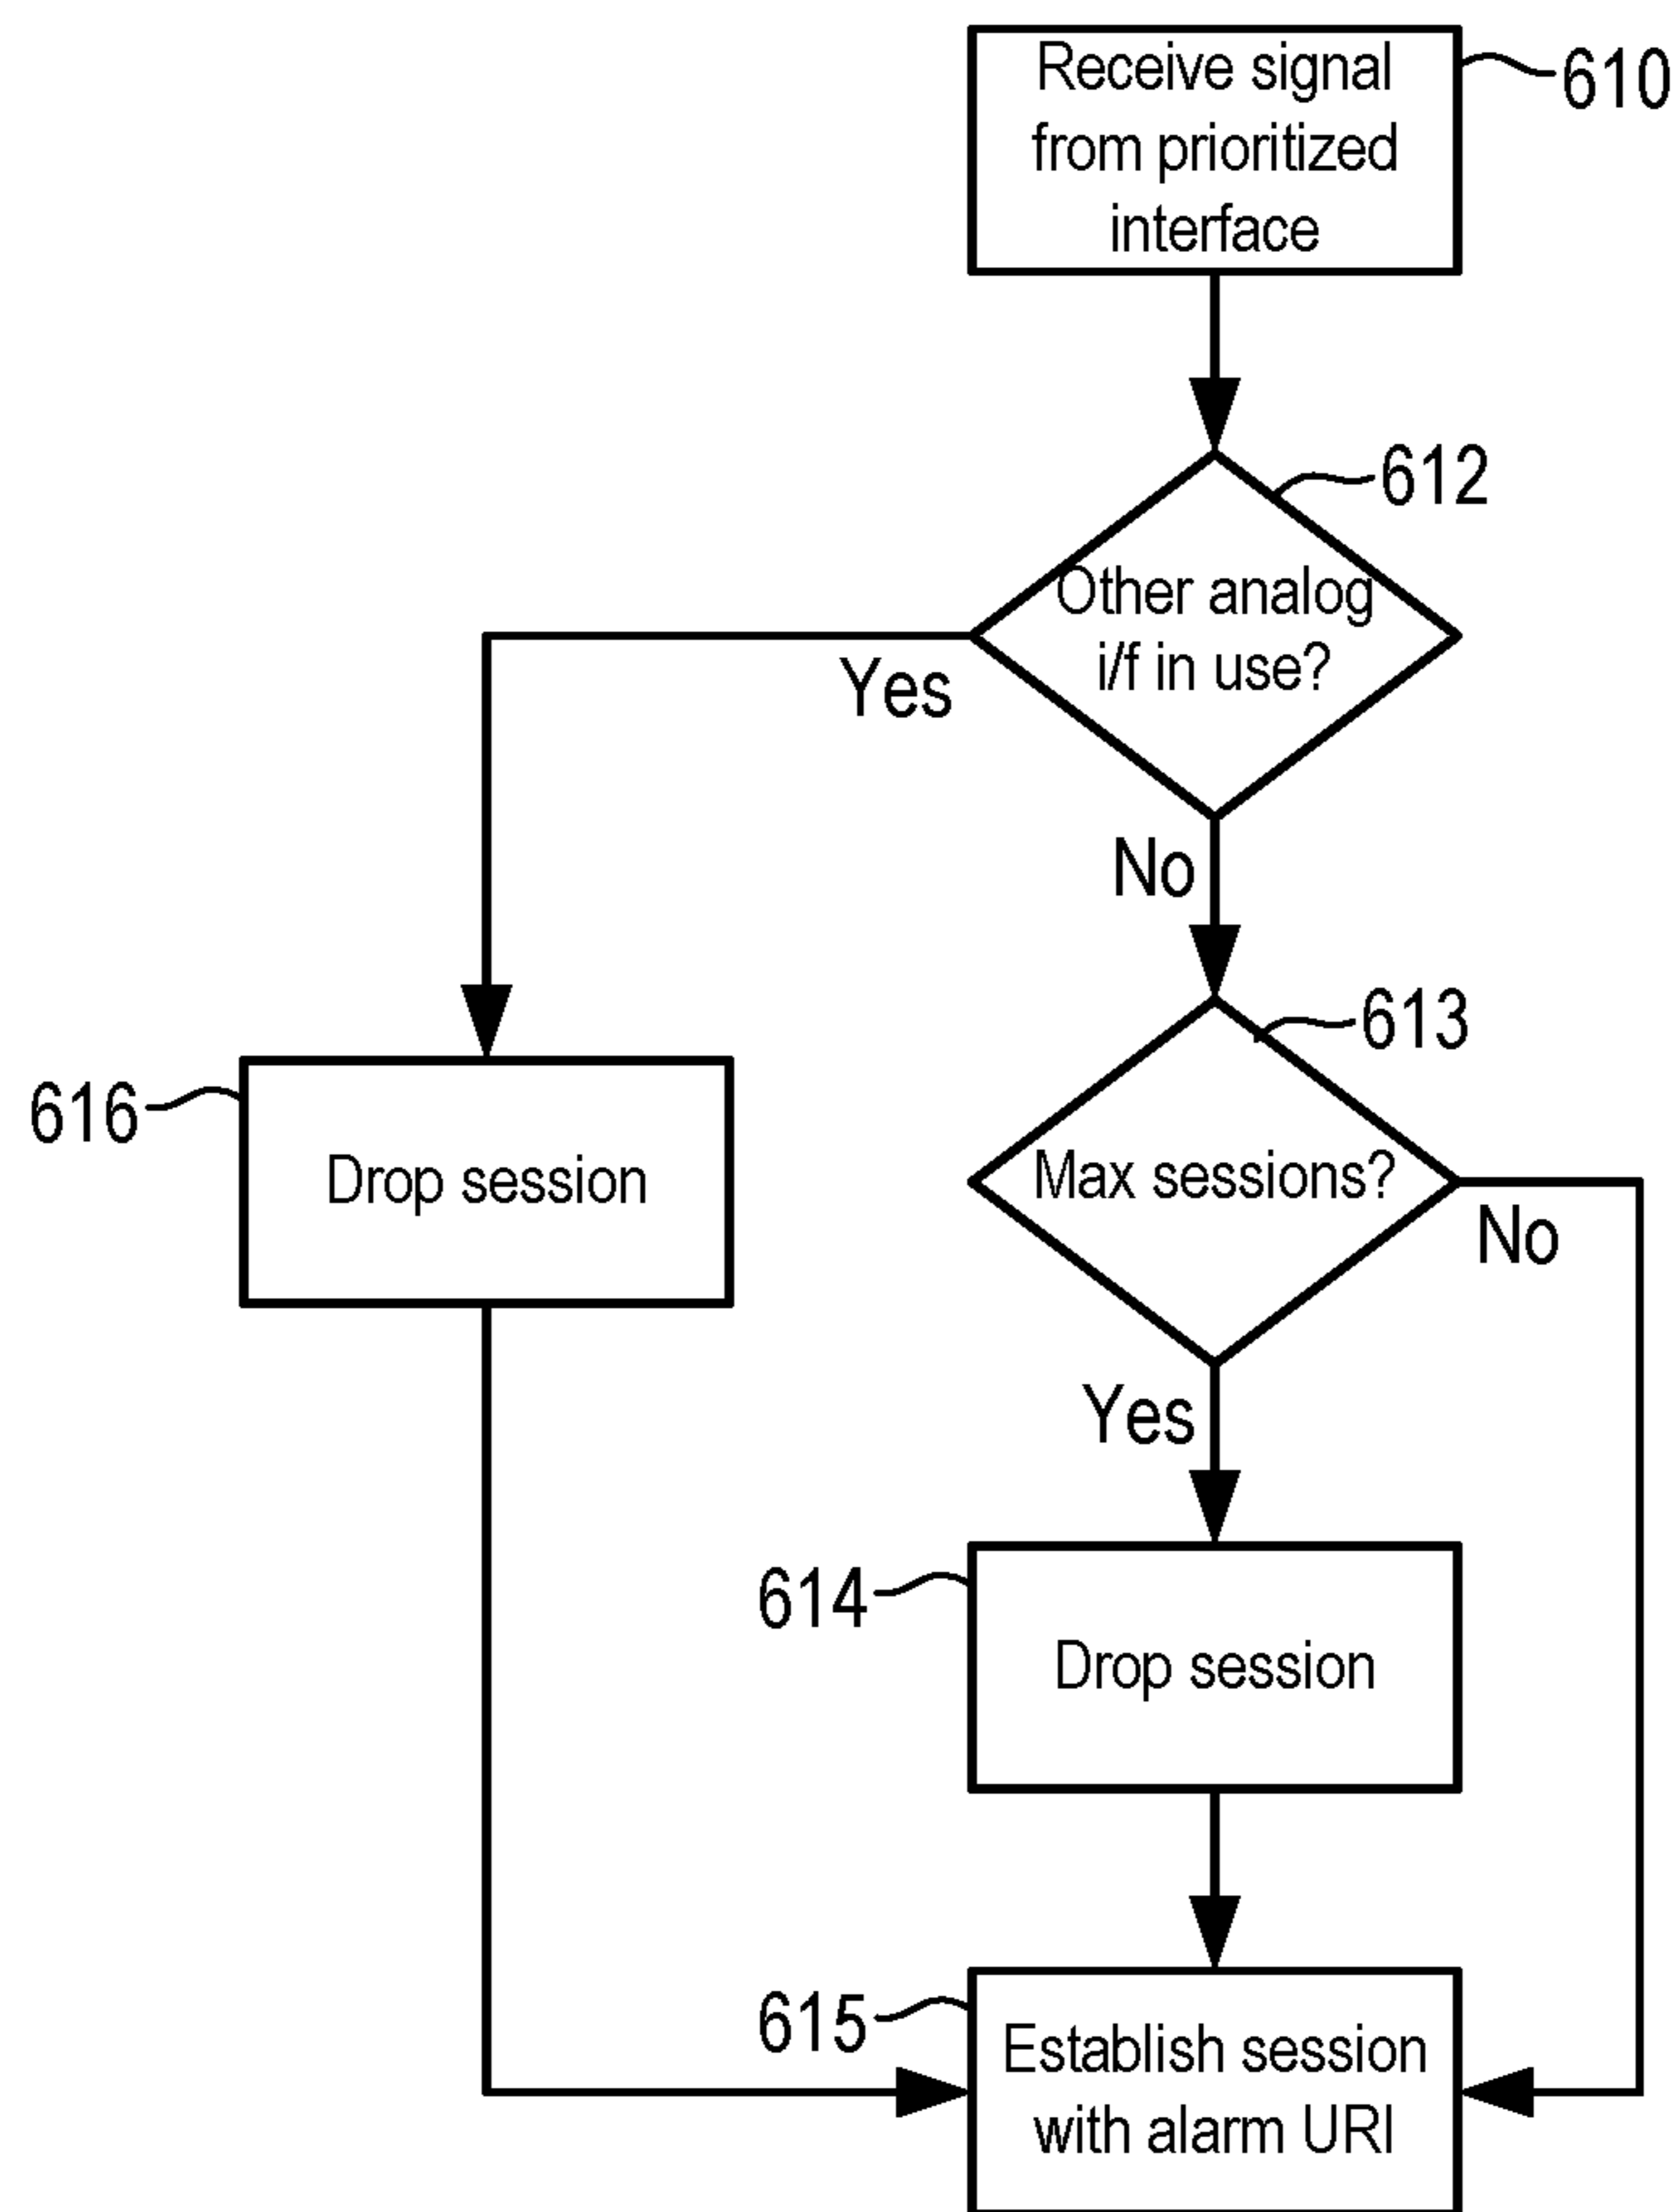 Receive signal
from prioritized
interface
610
612
Other analog
i/f in use?
Yes
No
613
616
Drop session
Max sessions?
No
Yes
614
Drop session
615
Establish session
with alarm URI